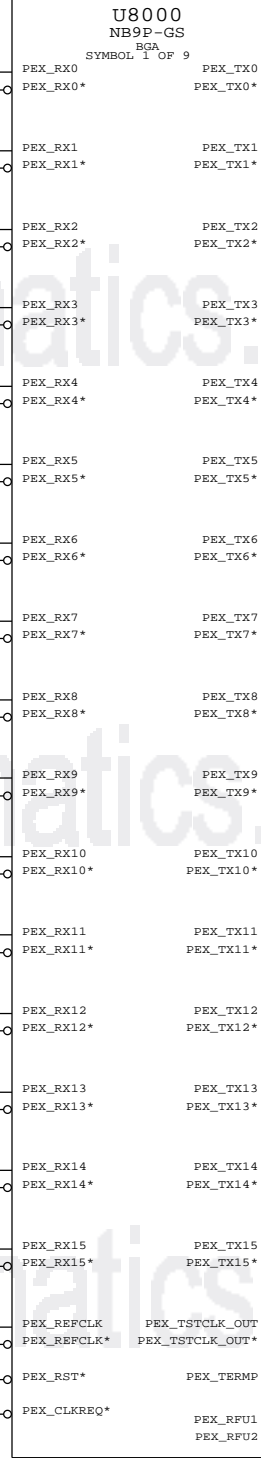 U8000
NB9P-GS
BGA
SYMBOL 1 OF 9
PEX_RX0 PEX_TX0
PEX_RX0* PEX_TX0*
PEX_RX1 PEX_TX1
PEX_RX1* PEX_TX1*
PEX_RX2 PEX_TX2
PEX_RX2* PEX_TX2*
PEX_RX3 PEX_TX3
PEX_RX3* PEX_TX3*
PEX_RX4 PEX_TX4
PEX_RX4* PEX_TX4*
PEX_RX5 PEX_TX5
PEX_RX5* PEX_TX5*
PEX_RX6 PEX_TX6
PEX_RX6* PEX_TX6*
PEX_RX7 PEX_TX7
PEX_RX7* PEX_TX7*
PEX_RX8 PEX_TX8
PEX_RX8* PEX_TX8*
PEX_RX9 PEX_TX9
PEX_RX9* PEX_TX9*
PEX_RX10 PEX_TX10
PEX_RX10* PEX_TX10*
PEX_RX11 PEX_TX11
PEX_RX11* PEX_TX11*
PEX_RX12 PEX_TX12
PEX_RX12* PEX_TX12*
PEX_RX13 PEX_TX13
PEX_RX13* PEX_TX13*
PEX_RX14 PEX_TX14
PEX_RX14* PEX_TX14*
PEX_RX15 PEX_TX15
PEX_RX15* PEX_TX15*
PEX_REFCLK PEX_TSTCLK_OUT
PEX_REFCLK* PEX_TSTCLK_OUT*
PEX_RST* PEX_TERMP
PEX_CLKREQ*
PEX_RFU1
PEX_RFU2